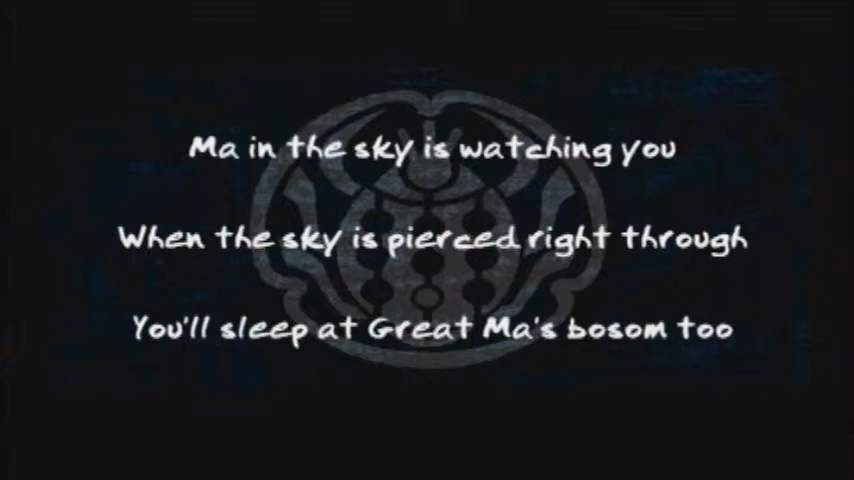 Ma in the sky is watching you
When the sky is pierced right through
You'll sleep at Great Ma's bosom too